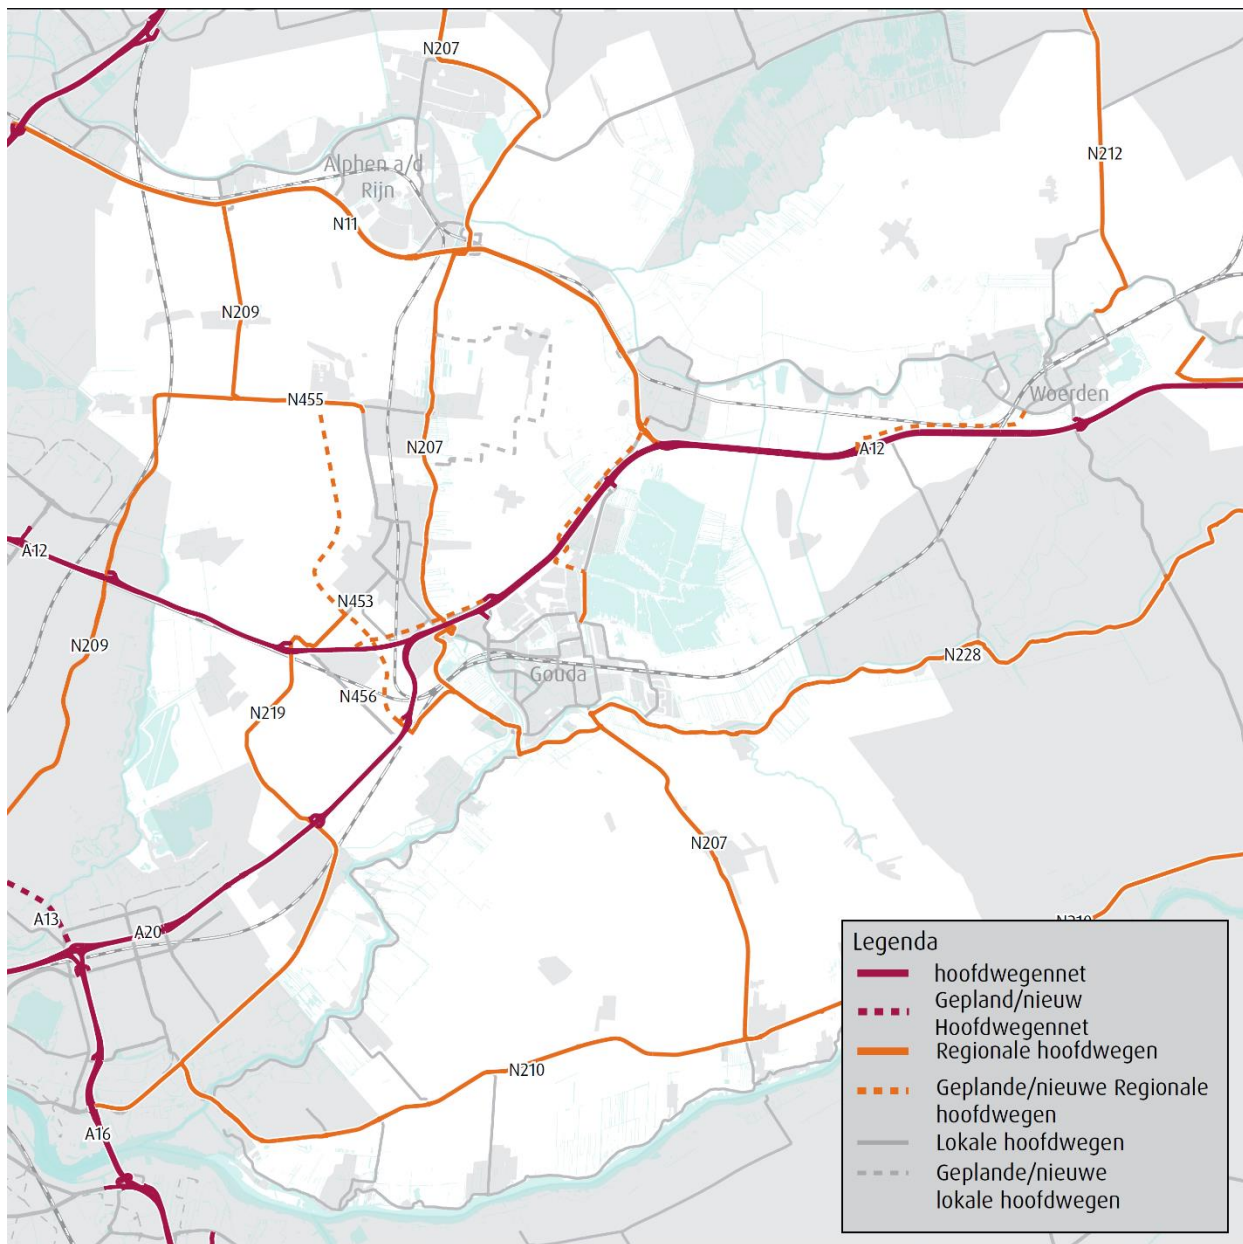 N207
N212
Alphen a/d
Rijn
N11
N209
N455
Woerden
N207
A12
A12
N453
N209
N228
Gouda
N456
N219
N207
A13
A20
N210
N210
A16
Legenda
hoofdwegennet
Gepland/nieuw
Hoofdwegennet
Regionale hoofdwegen
Geplande/nieuwe Regionale
hoofdwegen
Lokale hoofdwegen
Geplande/nieuwe
lokale hoofdwegen